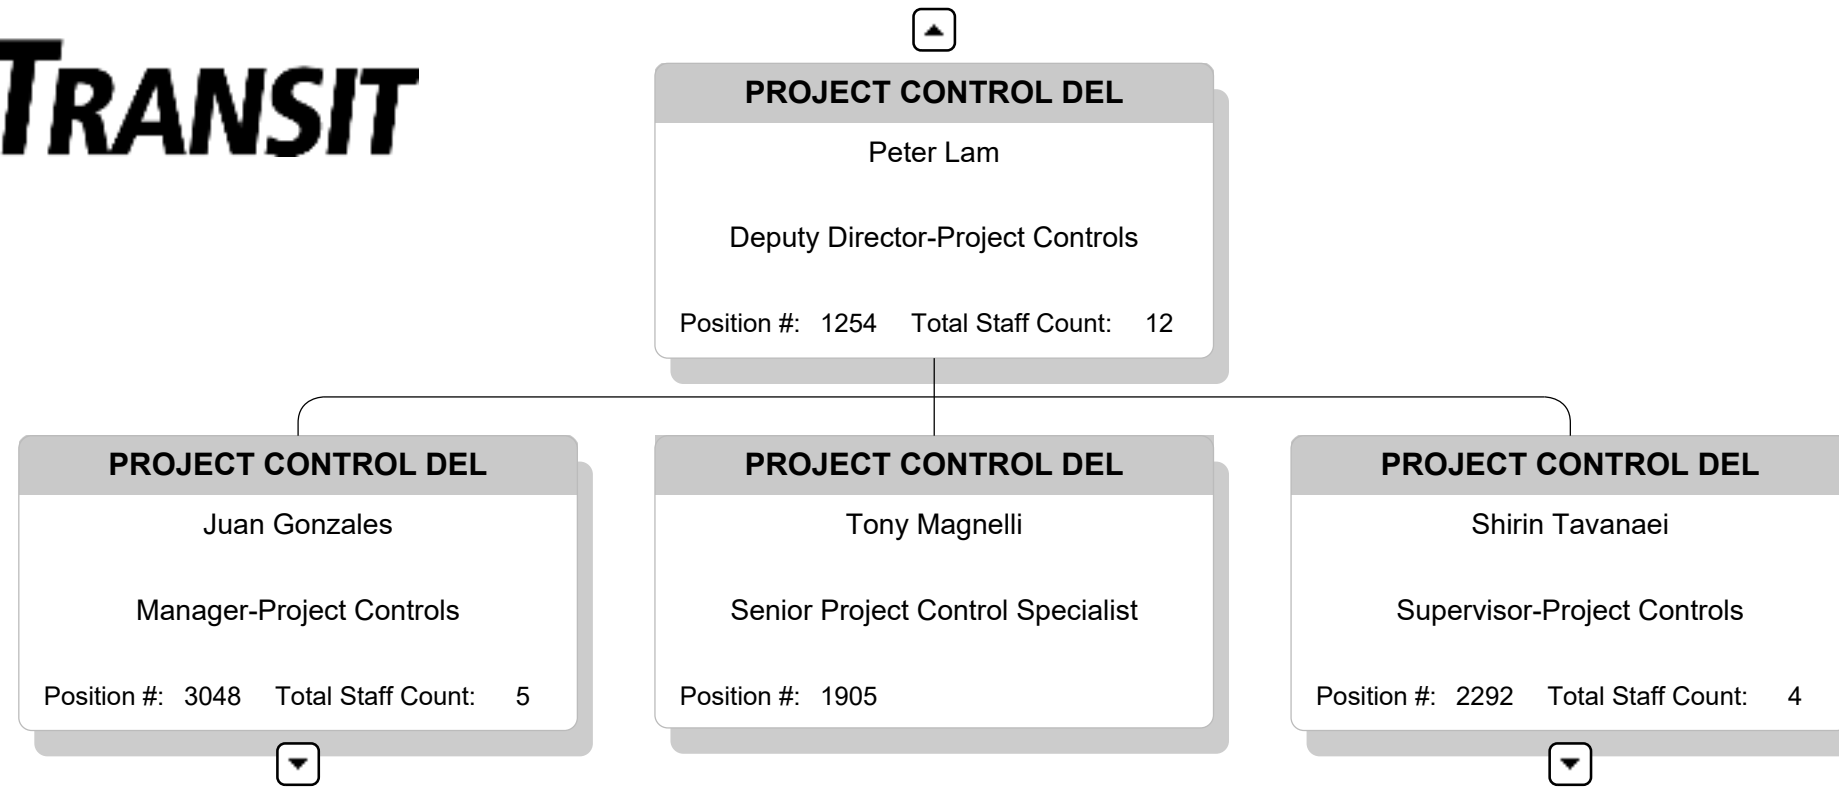 TRANSIT
PROJECT CONTROL DEL
Peter Lam
Deputy Director-Project Controls
Position #: 1254 Total Staff Count: 12
PROJECT CONTROL DEL
Juan Gonzales
Manager-Project Controls
Position #: 3048 Total Staff Count: 5
PROJECT CONTROL DEL
Tony Magnelli
Senior Project Control Specialist
Position #: 1905
PROJECT CONTROL DEL
Shirin Tavanaei
Supervisor-Project Controls
Position #: 2292 Total Staff Count: 4